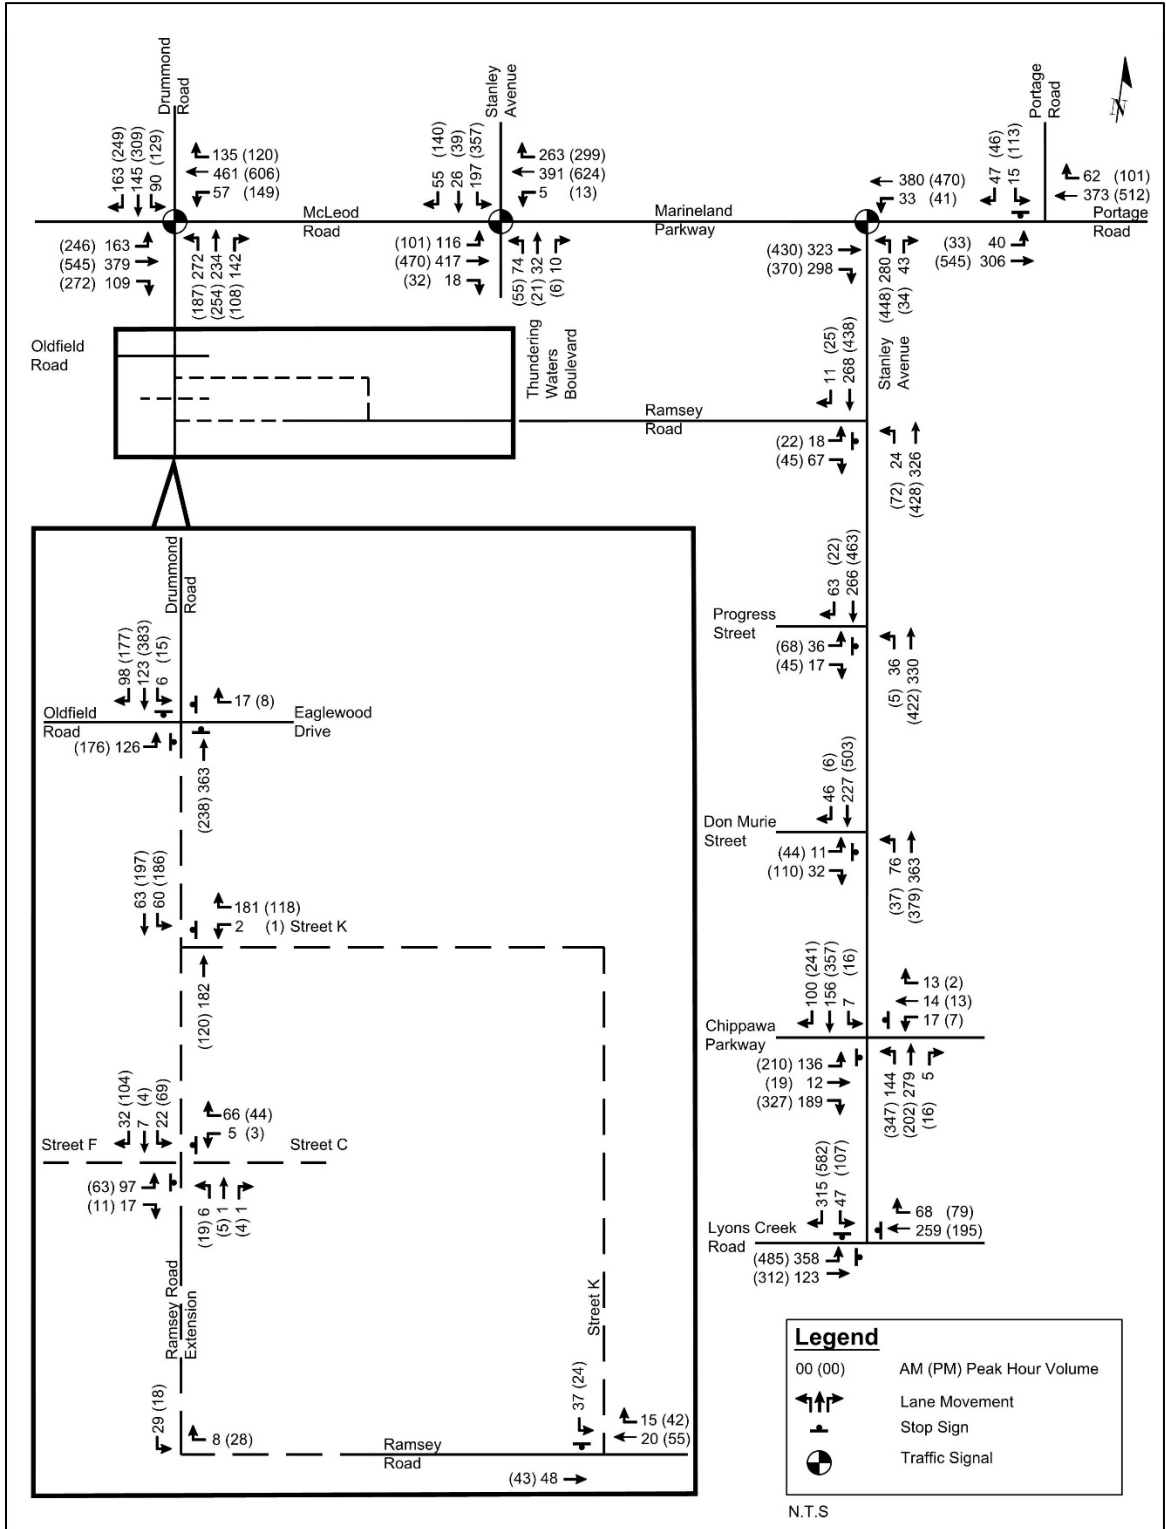 Drummond
Road
163 (249)
145 (309)
90 (129)
135 (120)
461 (606)
57 (149)
McLeod
Road
(246) 163
(545) 379
(272) 109
(187) 272
(254) 234
(108) 142
Stanley
Avenue
55 (140)
26 (39)
197 (357)
263 (299)
391 (624)
5 (13)
Marineland
Parkway
(101) 116
(470) 417
(32) 18
(55) 74
(21) 32
(6) 10
Thundering
Waters
Boulevard
380 (470)
33 (41)
(430) 323
(370) 298
(448) 280
(34) 43
Portage
Road
N
47 (46)
15 (113)
62 (101)
373 (512)
Portage
Road
(33) 40
(545) 306
Oldfield
Road
Stanley
Avenue
11 (25)
268 (438)
Ramsey
Road
(22) 18
(45) 67
(72) 24
(428) 326
63 (22)
266 (463)
Progress
Street
(68) 36
(45) 17
(5) 36
(422) 330
46 (6)
227 (503)
Don Murie
Street
(44) 11
(110) 32
(37) 76
(379) 363
100 (241)
156 (357)
7 (16)
13 (2)
14 (13)
17 (7)
Chippawa
Parkway
(210) 136
(19) 12
(327) 189
(347) 144
(202) 279
(16) 5
315 (582)
47 (107)
68 (79)
259 (195)
Lyons Creek
Road
(485) 358
(312) 123
Drummond
Road
98 (177)
123 (383)
6 (15)
17 (8)
Oldfield
Road
Eaglewood
Drive
(176) 126
(238) 363
63 (197)
60 (186)
181 (118)
2 (1) Street K
(120) 182
32 (104)
7 (4)
22 (69)
66 (44)
5 (3)
Street F
Street C
(63) 97
(11) 17
(19) 6
(5) 1
(4) 1
Ramsey Road
Extension
Street K
29 (18)
8 (28)
37 (24)
15 (42)
20 (55)
Ramsey
Road
(43) 48
Legend
00 (00) AM (PM) Peak Hour Volume
Lane Movement
Stop Sign
Traffic Signal
N.T.S